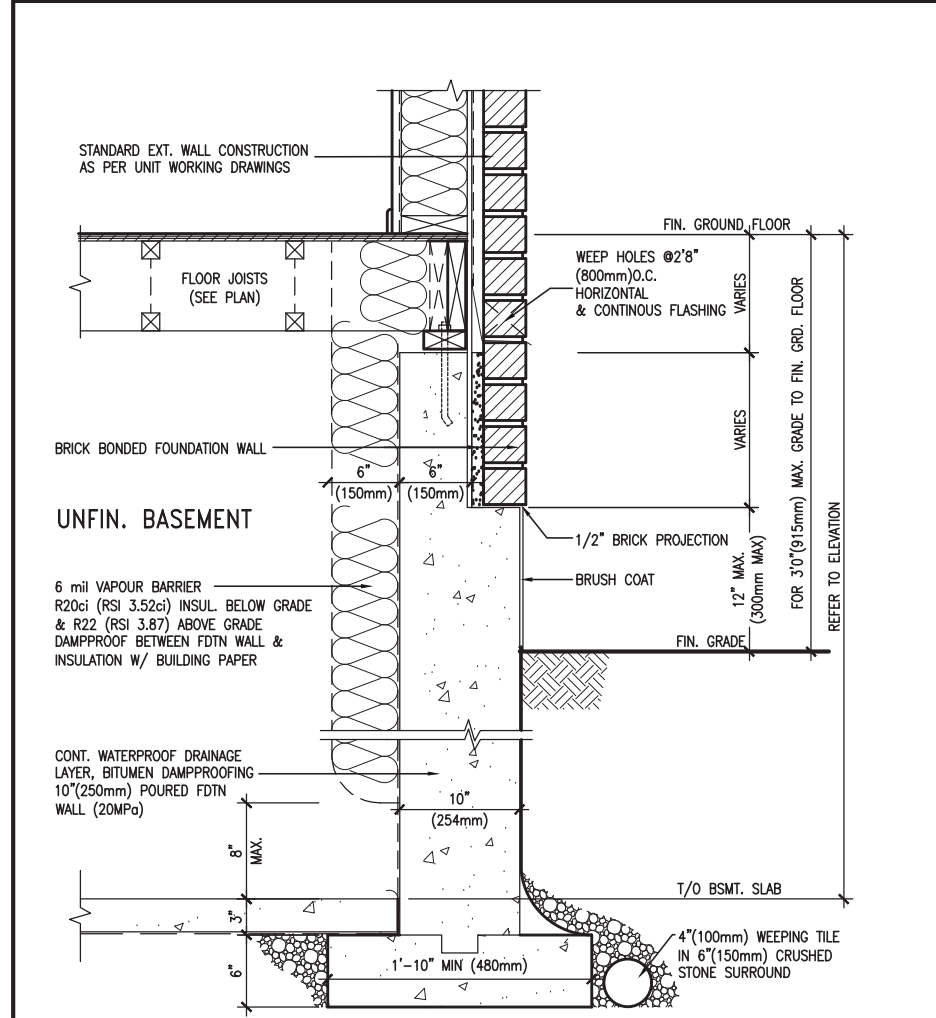 STANDARD EXT. WALL CONSTRUCTION
AS PER UNIT WORKING DRAWINGS
FIN. GROUND FLOOR
WEEP HOLES @2'8"
(800mm)O.C.
HORIZONTAL
& CONTINOUS FLASHING
FLOOR JOISTS
(SEE PLAN)
VARIES
VARIES
FOR 3'0"(915mm) MAX. GRADE TO FIN. GRD. FLOOR
REFER TO ELEVATION
BRICK BONDED FOUNDATION WALL
6"
(150mm)
6"
(150mm)
UNFIN. BASEMENT
1/2" BRICK PROJECTION
BRUSH COAT
12" MAX.
(300mm MAX)
6 mil VAPOUR BARRIER
R20ci (RSI 3.52ci) INSUL. BELOW GRADE
& R22 (RSI 3.87) ABOVE GRADE
DAMPPROOF BETWEEN FDTN WALL &
INSULATION W/ BUILDING PAPER
FIN. GRADE
CONT. WATERPROOF DRAINAGE
LAYER, BITUMEN DAMPPROOFING
10"(250mm) POURED FDTN
WALL (20MPa)
10"
(254mm)
8"
MAX.
T/O BSMT. SLAB
3"
6"
1'-10" MIN (480mm)
4"(100mm) WEEPING TILE
IN 6"(150mm) CRUSHED
STONE SURROUND